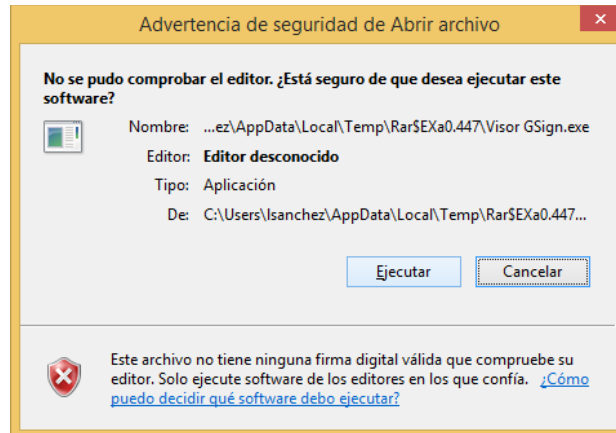 Advertencia de seguridad de Abrir archivo
No se pudo comprobar el editor. ¿Está seguro de que desea ejecutar este
software?
Nombre: ...ez\AppData\Local\Temp\Rar$EXa0.447\Visor GSign.exe
Editor: Editor desconocido
Tipo: Aplicación
De: C:\Users\lsanchez\AppData\Local\Temp\Rar$EXa0.447...
Ejecutar Cancelar
Este archivo no tiene ninguna firma digital válida que compruebe su
editor. Solo ejecute software de los editores en los que confía. ¿Cómo
puedo decidir qué software debo ejecutar?